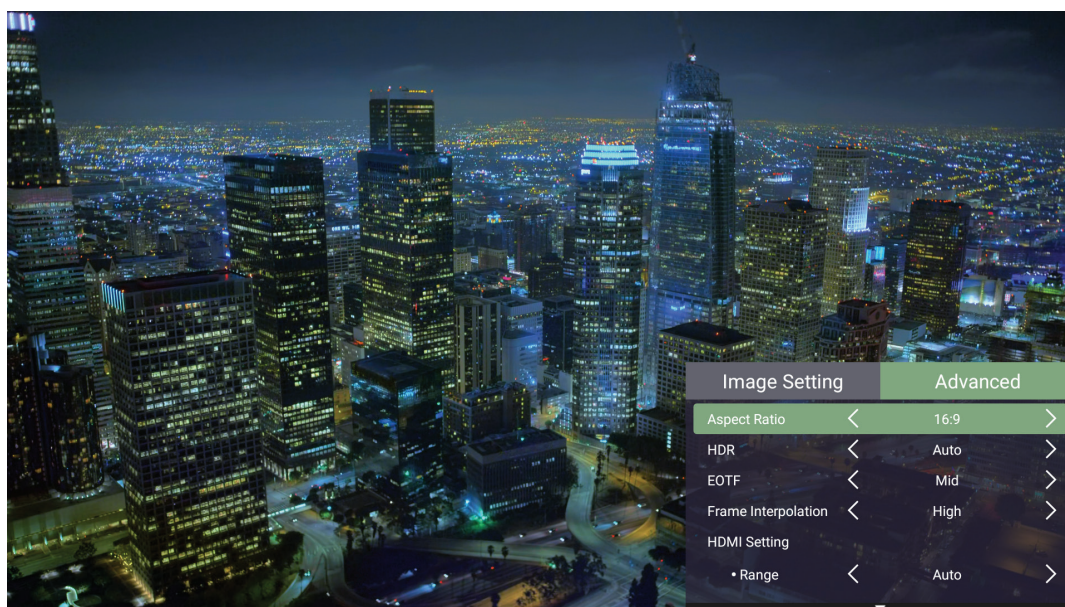 Image Setting Advanced
Aspect Ratio 16:9
HDR Auto
EOTF Mid
Frame Interpolation High
HDMI Setting
• Range Auto